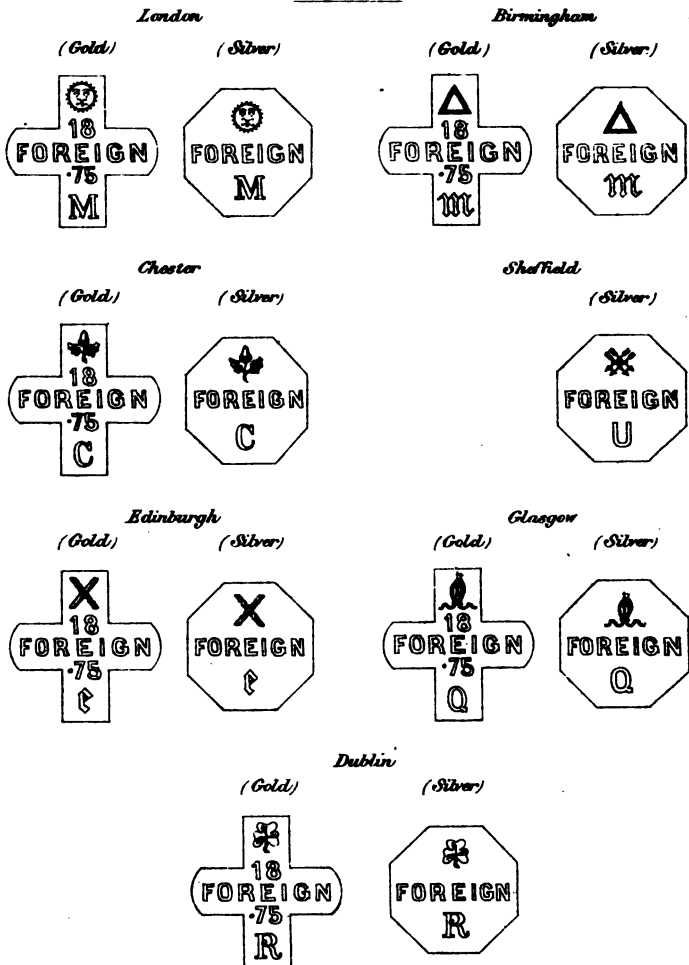 London
Birmingham
(Gold) (Silver)
(Gold) (Silver)
18
FOREIGN
.75
M
FOREIGN
M
18
FOREIGN
.75
m
FOREIGN
m
Chester
Sheffield
(Gold) (Silver)
(Silver)
18
FOREIGN
.75
C
FOREIGN
C
FOREIGN
U
Edinburgh
Glasgow
(Gold) (Silver)
(Gold) (Silver)
18
FOREIGN
.75
e
FOREIGN
e
18
FOREIGN
.75
Q
FOREIGN
Q
Dublin
(Gold) (Silver)
18
FOREIGN
.75
R
FOREIGN
R